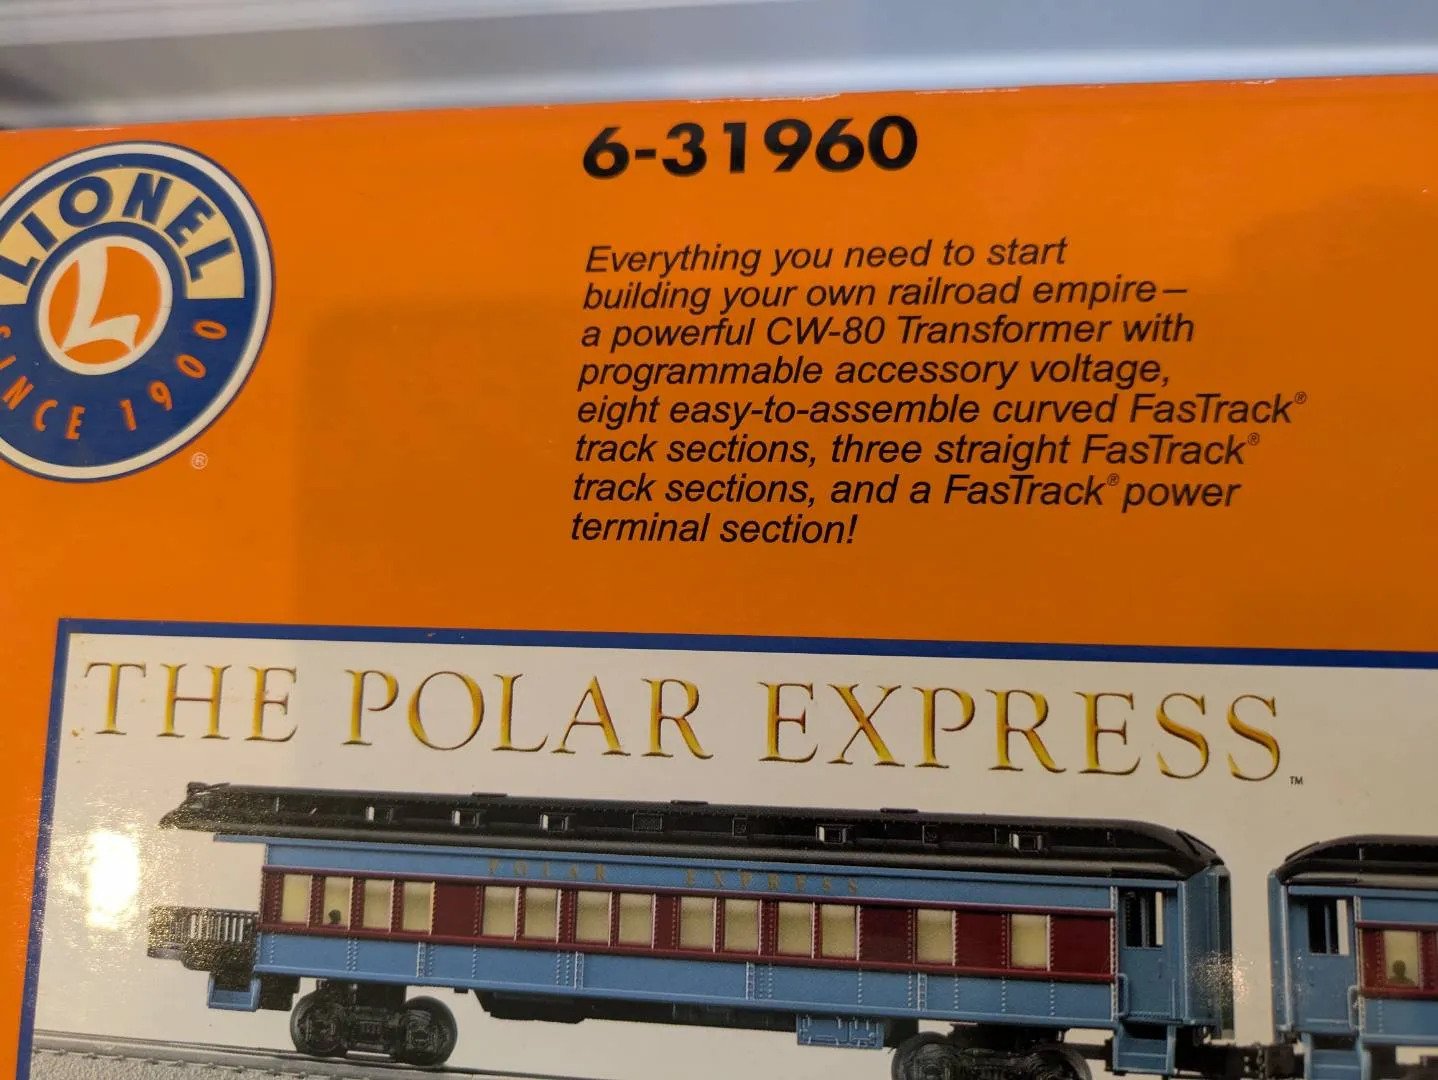 LIONEL
SINCE 1900
®
6-31960
Everything you need to start
building your own railroad empire—
a powerful CW-80 Transformer with
programmable accessory voltage,
eight easy-to-assemble curved FasTrack®
track sections, three straight FasTrack®
track sections, and a FasTrack® power
terminal section!
THE POLAR EXPRESS™
POLAR EXPRESS